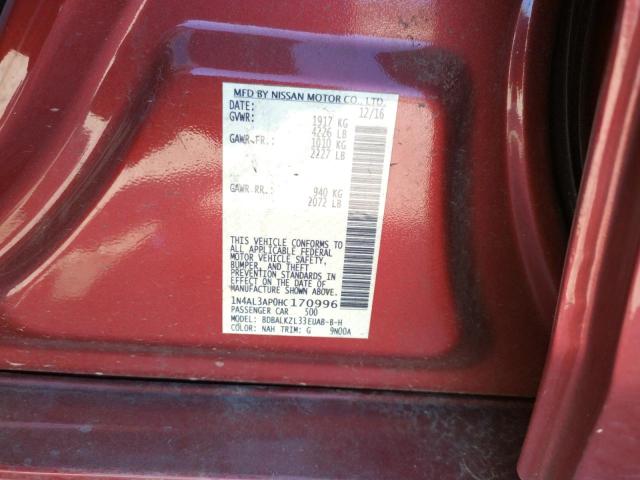 MFD BY NISSAN MOTOR CO., LTD.
DATE: 12/16
GVWR: 1917 KG
4226 LB
GAWR FR.: 1010 KG
2227 LB
GAWR RR.: 940 KG
2072 LB
THIS VEHICLE CONFORMS TO
ALL APPLICABLE FEDERAL
MOTOR VEHICLE SAFETY,
BUMPER, AND THEFT
PREVENTION STANDARDS IN
EFFECT ON THE DATE OF
MANUFACTURE SHOWN ABOVE.
1N4AL3AP0HC170996
PASSENGER CAR 500
MODEL: BDBALKZL33EUAB-B-H
COLOR: NAH TRIM: G 9N00A